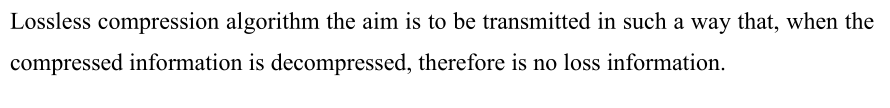 Lossless compression algorithm the aim is to be transmitted in such a way that, when the
compressed information is decompressed, therefore is no loss information.